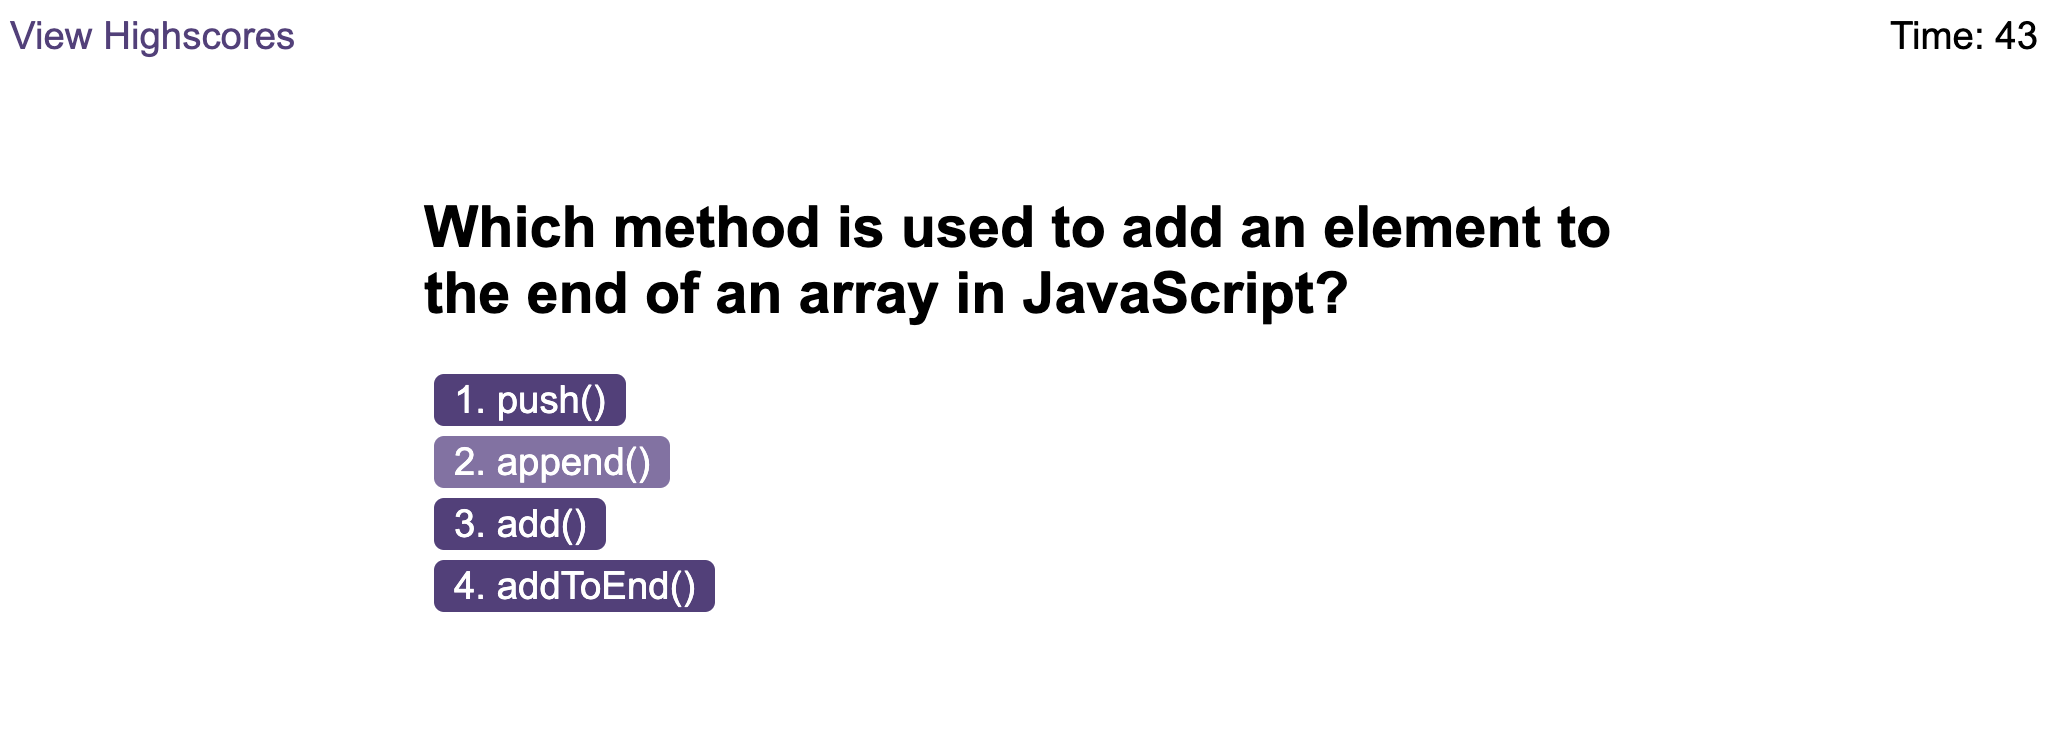 View Highscores
Time: 43
Which method is used to add an element to
the end of an array in JavaScript?
1. push()
2. append()
3. add()
4. addToEnd()